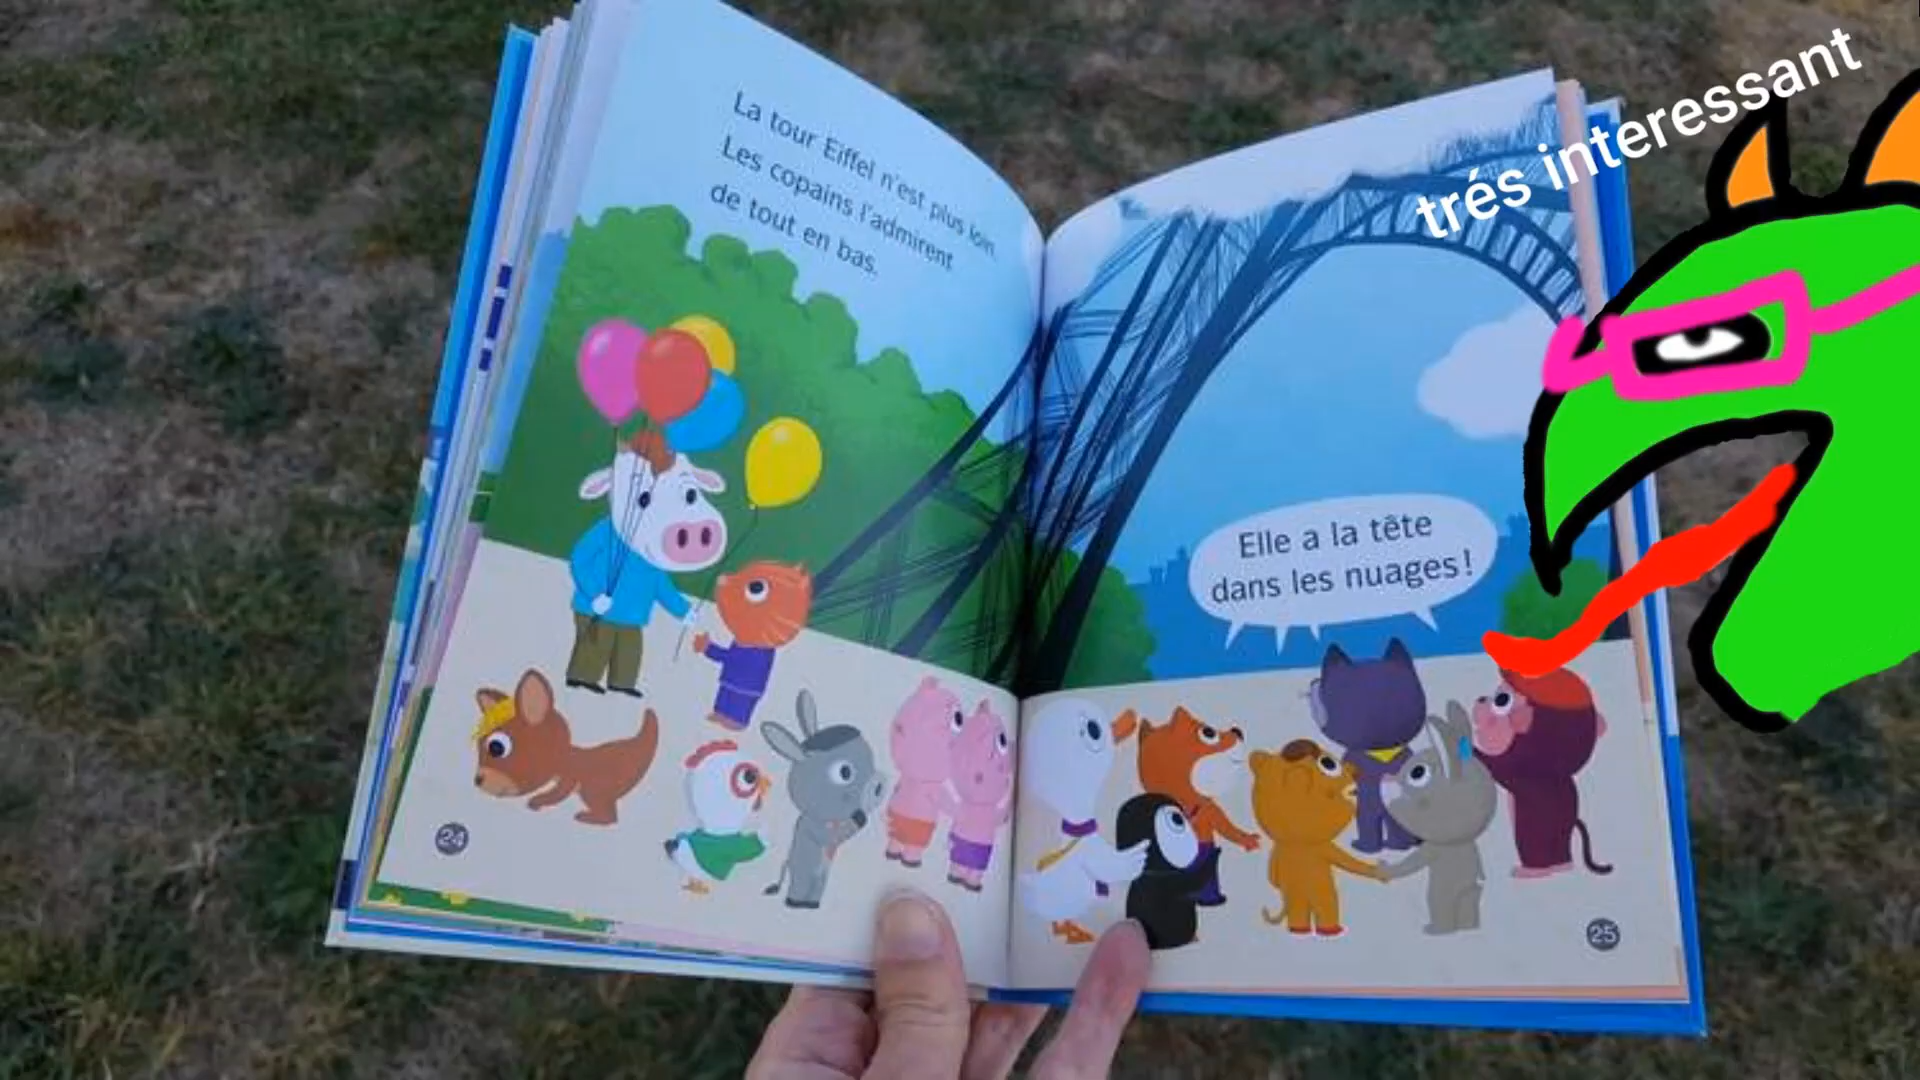 La tour Eiffel n'est plus loin.
Les copains l'admirent
de tout en bas.
trés interessant
Elle a la tête
dans les nuages !
24
25